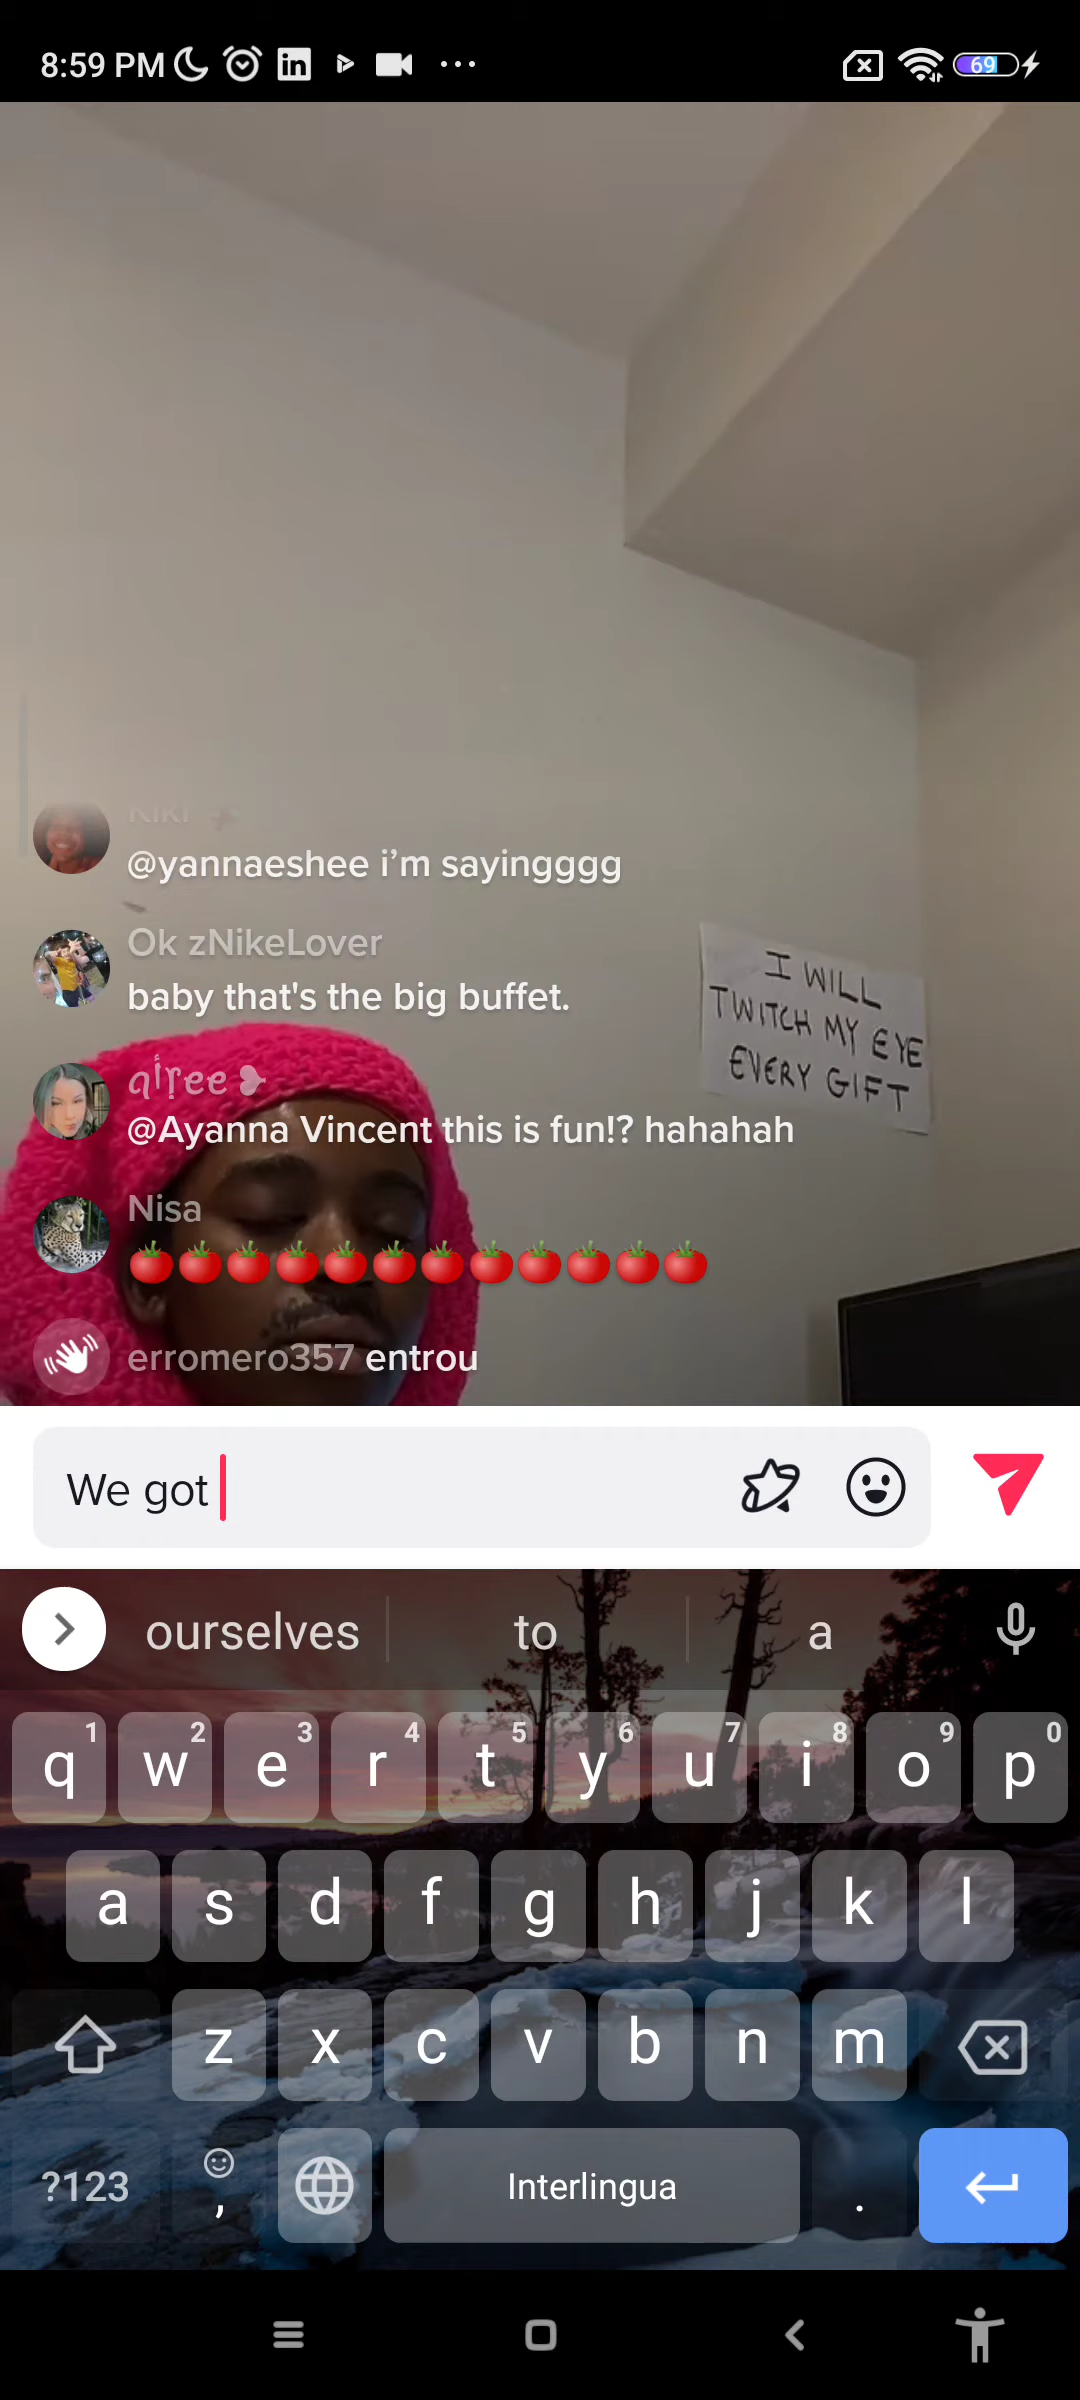 8:59 PM
69
Kiki
@yannaeshee i’m sayingggg
Ok zNikeLover
baby that's the big buffet.
@Ayanna Vincent this is fun!? hahahah
Nisa
erromero357 entrou
I WILL
TWITCH MY EYE
EVERY GIFT
We got
ourselves to a
1 2 3 4 5 6 7 8 9 0
q w e r t y u i o p
a s d f g h j k l
z x c v b n m
?123 , Interlingua .